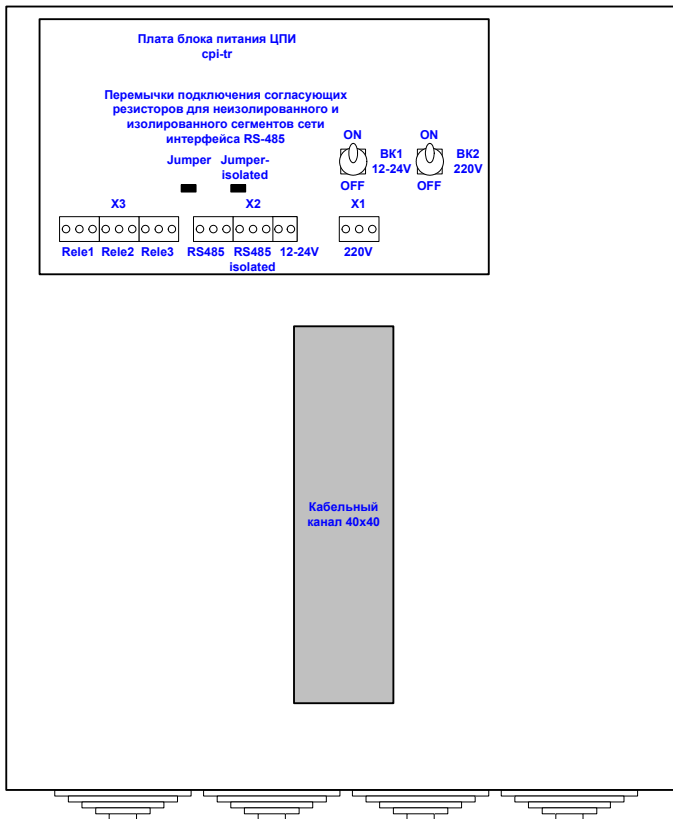 Плата блока питания ЦПИ
cpi-tr
Перемычки подключения согласующих
резисторов для неизолированного и
изолированного сегментов сети
интерфейса RS-485
ON
ON
ВК1
12-24V
ВК2
220V
OFF
OFF
Jumper
Jumper-
isolated
X3
X2
X1
Rele1 Rele2 Rele3
RS485
RS485
isolated
12-24V
220V
Кабельный
канал 40x40